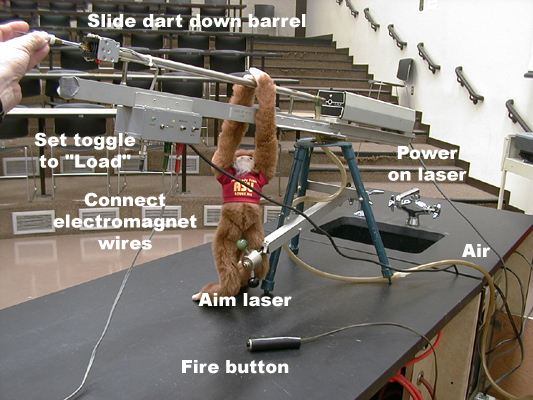 Slide dart down barrel
Set toggle
to "Load"
Power
on laser
Connect
electromagnet
wires
Air
Aim laser
Fire button